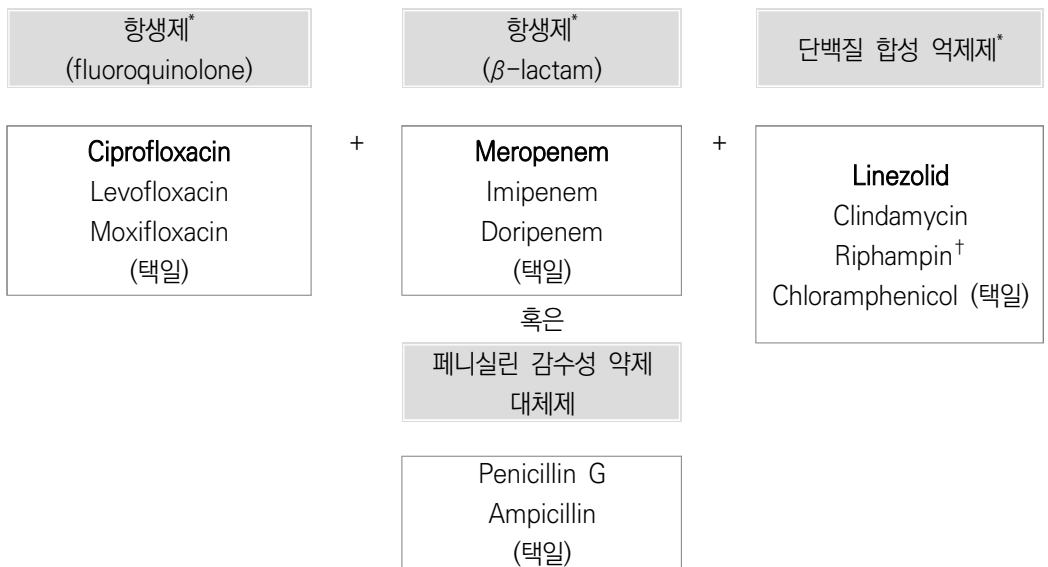 항생제*
(fluoroquinolone)
Ciprofloxacin
Levofloxacin
Moxifloxacin
(택일)
+
항생제*
(β-lactam)
Meropenem
Imipenem
Doripenem
(택일)
혹은
페니실린 감수성 약제
대체제
Penicillin G
Ampicillin
(택일)
+
단백질 합성 억제제*
Linezolid
Clindamycin
Riphampin†
Chloramphenicol (택일)